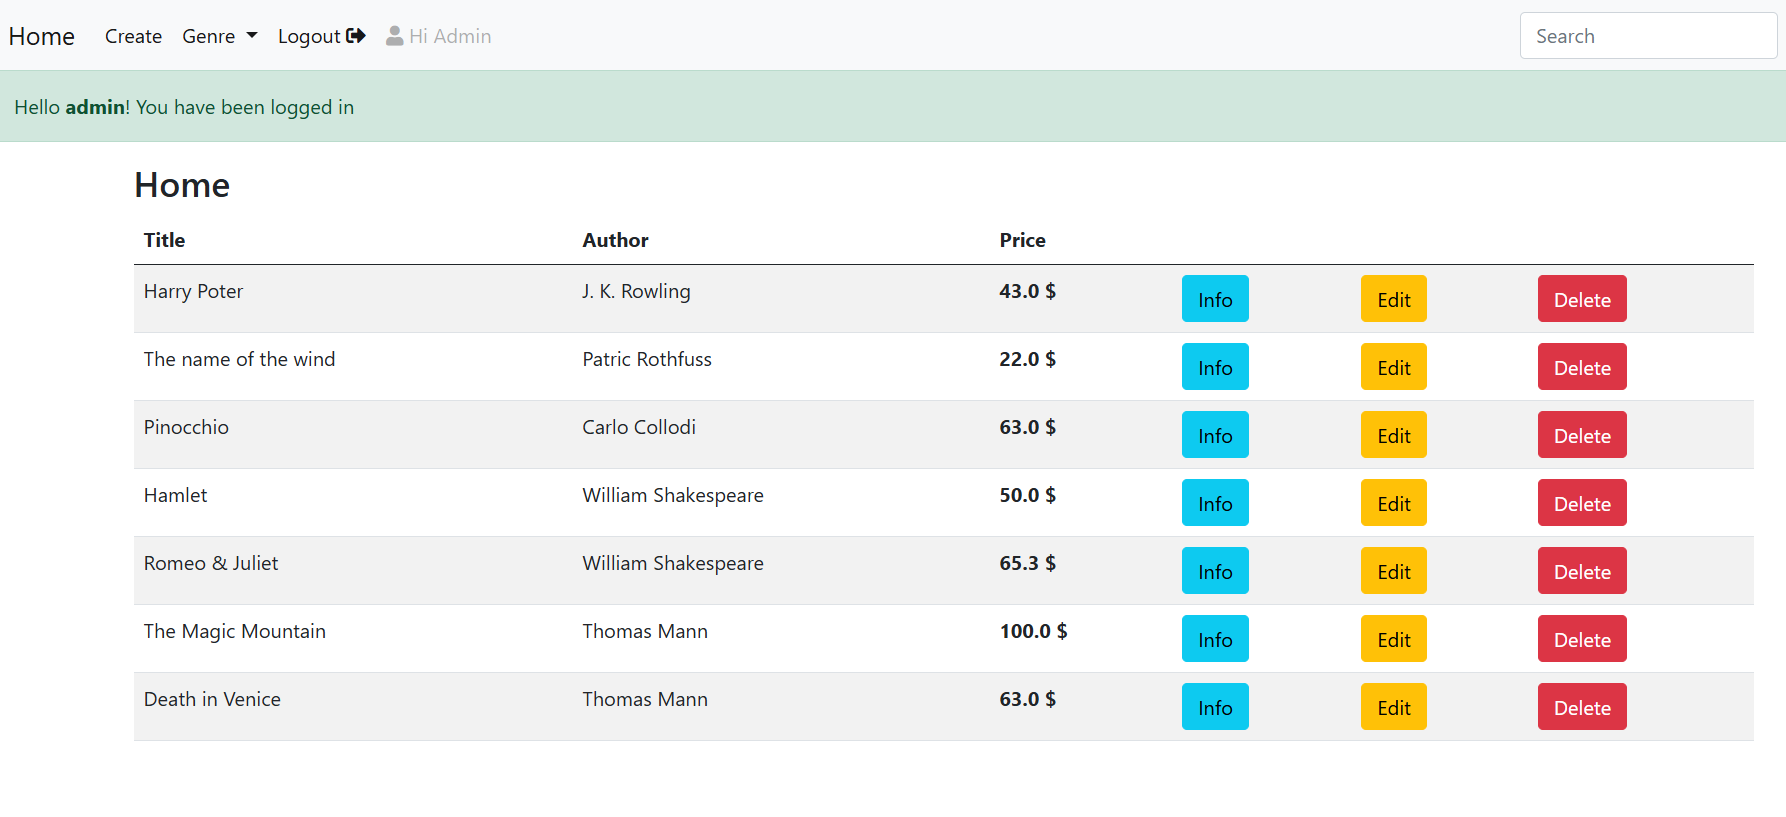 Home Create Genre Logout Hi Admin Search
Hello admin! You have been logged in
Home
Title Author Price
Harry Poter J. K. Rowling 43.0 $ Info Edit Delete
The name of the wind Patric Rothfuss 22.0 $ Info Edit Delete
Pinocchio Carlo Collodi 63.0 $ Info Edit Delete
Hamlet William Shakespeare 50.0 $ Info Edit Delete
Romeo & Juliet William Shakespeare 65.3 $ Info Edit Delete
The Magic Mountain Thomas Mann 100.0 $ Info Edit Delete
Death in Venice Thomas Mann 63.0 $ Info Edit Delete